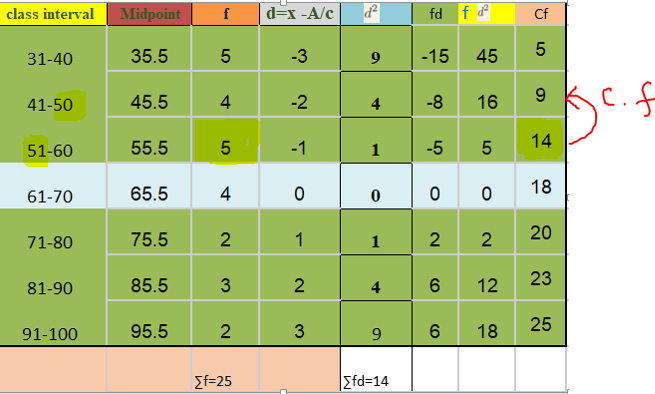 class interval Midpoint f d=x -A/c d² fd f d² Cf
31-40 35.5 5 -3 9 -15 45 5
41-50 45.5 4 -2 4 -8 16 9
c.f
51-60 55.5 5 -1 1 -5 5 14
61-70 65.5 4 0 0 0 0 18
71-80 75.5 2 1 1 2 2 20
81-90 85.5 3 2 4 6 12 23
91-100 95.5 2 3 9 6 18 25
∑f=25 ∑fd=14